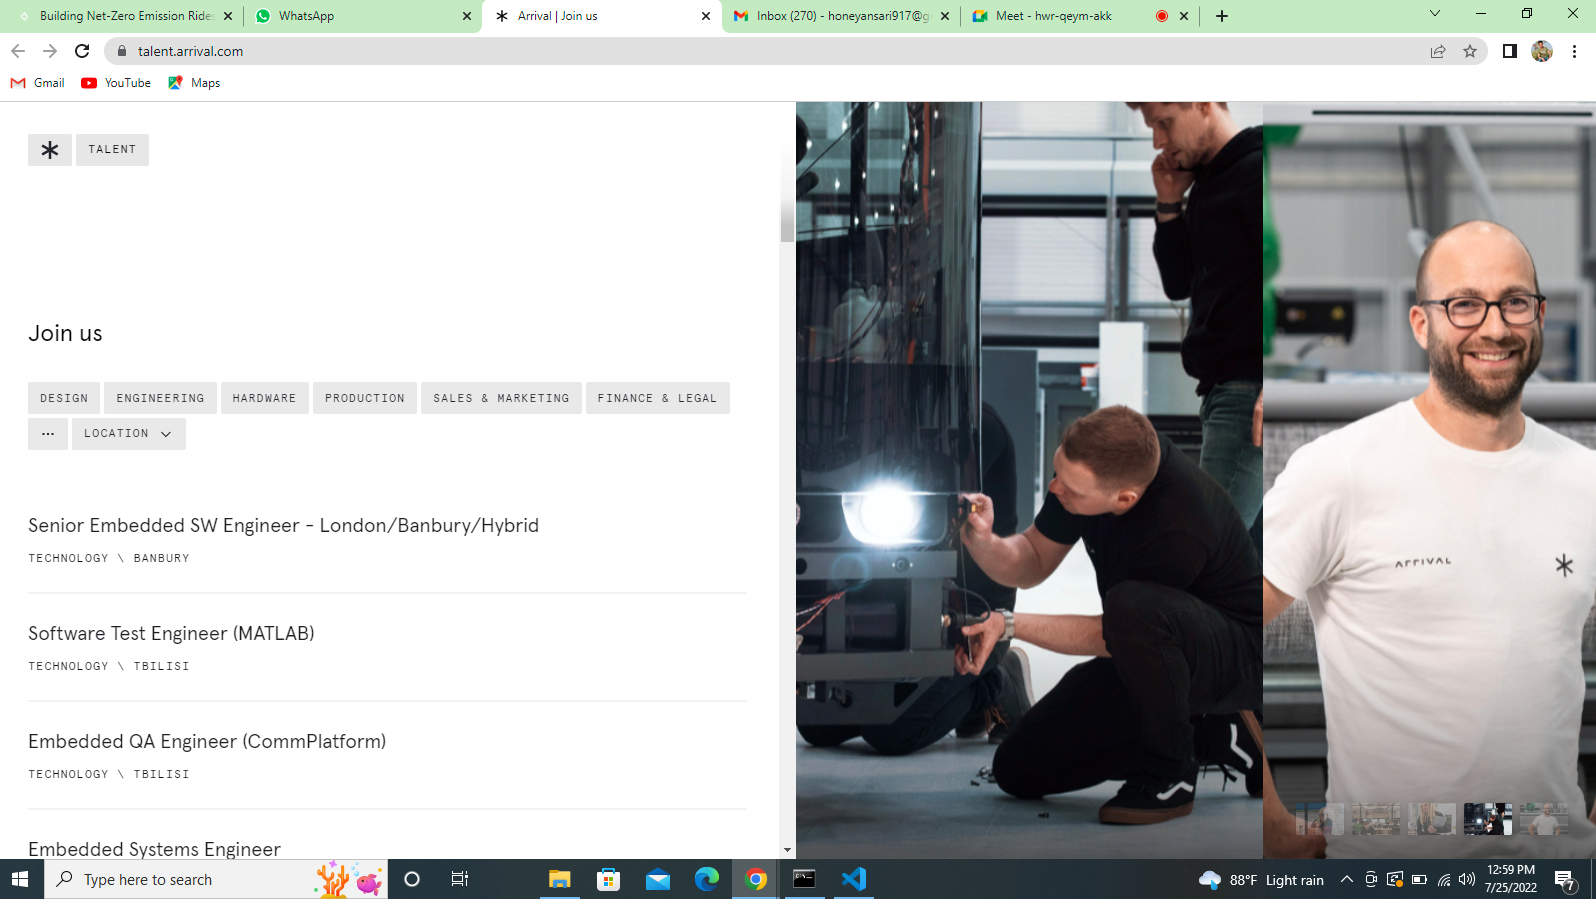 Building Net-Zero Emission Rides
WhatsApp
Arrival | Join us
Inbox (270) - honeyansari917@g
Meet - hwr-qeym-akk
talent.arrival.com
Gmail
YouTube
Maps
TALENT
Join us
DESIGN
ENGINEERING
HARDWARE
PRODUCTION
SALES & MARKETING
FINANCE & LEGAL
LOCATION
Senior Embedded SW Engineer - London/Banbury/Hybrid
TECHNOLOGY \ BANBURY
Software Test Engineer (MATLAB)
TECHNOLOGY \ TBILISI
Embedded QA Engineer (CommPlatform)
TECHNOLOGY \ TBILISI
Embedded Systems Engineer
ARRIVAL
Type here to search
88°F Light rain
12:59 PM
7/25/2022
7